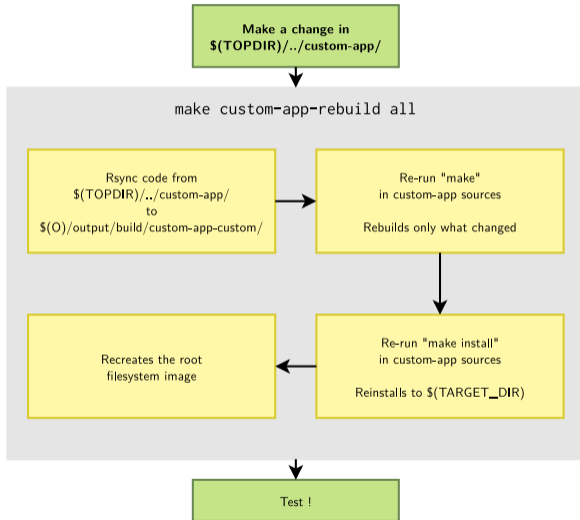 Make a change in
$(TOPDIR)/../custom-app/
make custom-app-rebuild all
Rsync code from
$(TOPDIR)/../custom-app/
to
$(O)/output/build/custom-app-custom/
Re-run "make"
in custom-app sources
Rebuilds only what changed
Re-run "make install"
in custom-app sources
Reinstalls to $(TARGET_DIR)
Recreates the root
filesystem image
Test !